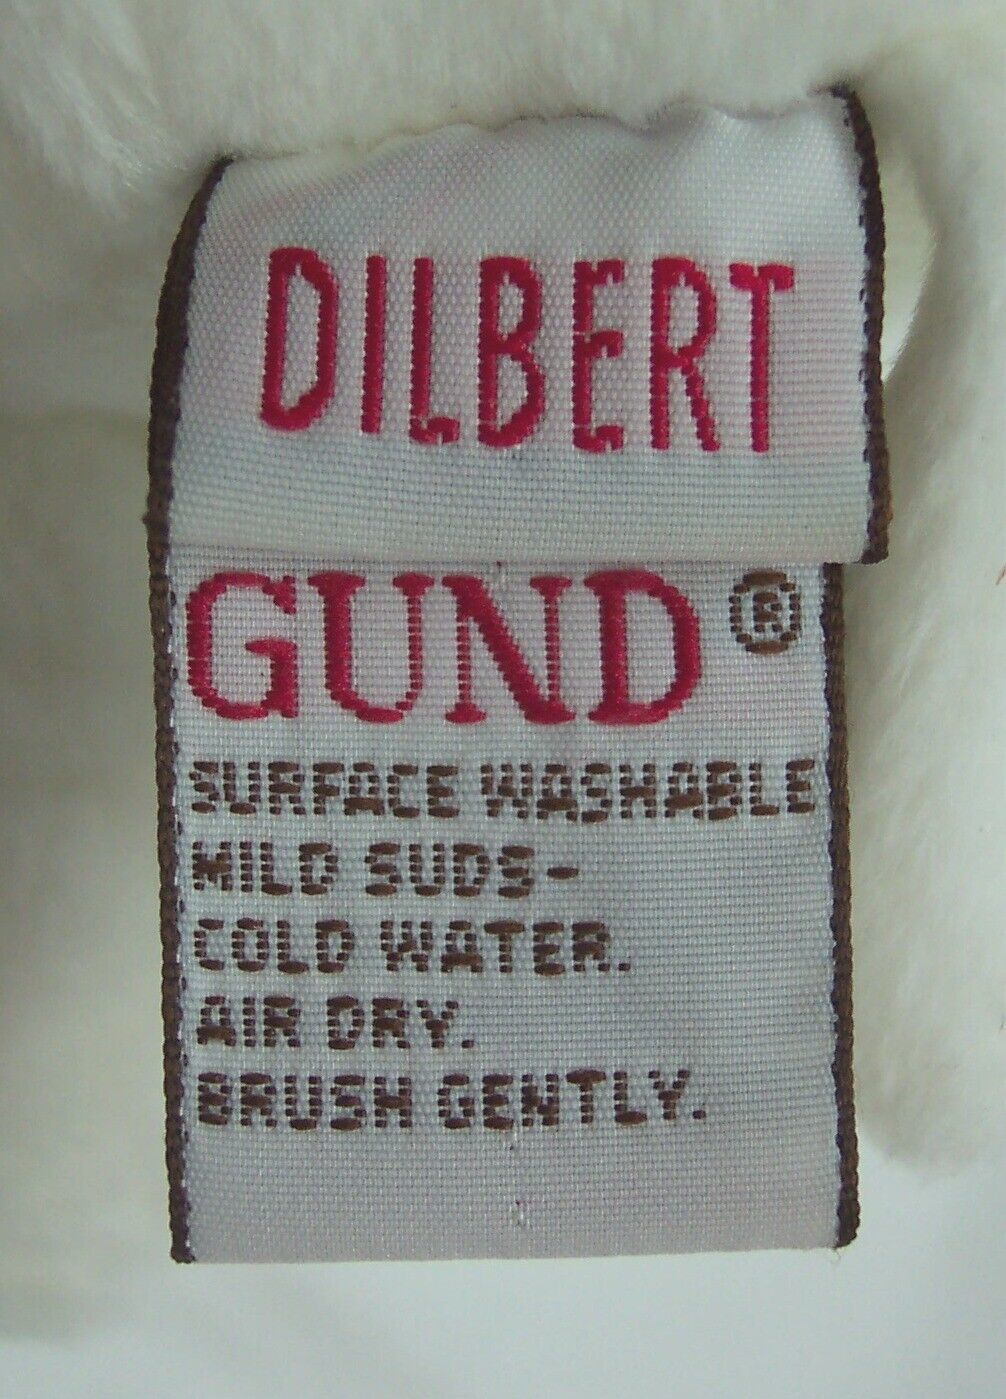 DILBERT
GUND®
SURFACE WASHABLE
MILD SUDS-
COLD WATER.
AIR DRY.
BRUSH GENTLY.